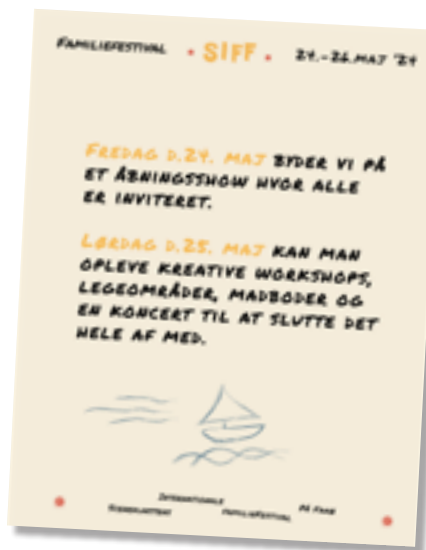 Familiefestival • SIFF • 24.-26.maj '24
Fredag d.24. maj byder vi på
et åbningsshow hvor alle
er inviteret.
Lørdag d.25. maj kan man
opleve kreative workshops,
legeområder, madboder og
en koncert til at slutte det
hele af med.
Internationale
FamilieFestival